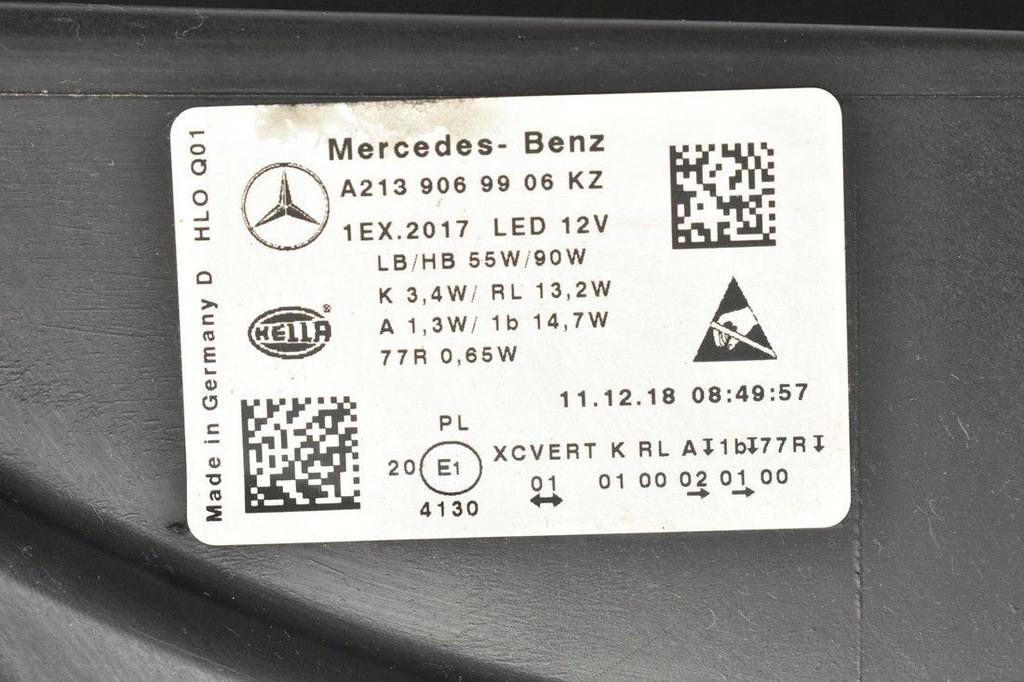 Mercedes- Benz
A213 906 99 06 KZ
1EX.2017 LED 12V
LB/HB 55W/90W
K 3,4W/ RL 13,2W
A 1,3W/ 1b 14,7W
77R 0,65W
HELLA®
Made in Germany D HLO Q01
11.12.18 08:49:57
PL
20 E1
4130
XCVERT K RL A↧1b↧77R↧
01 01 00 02 01 00